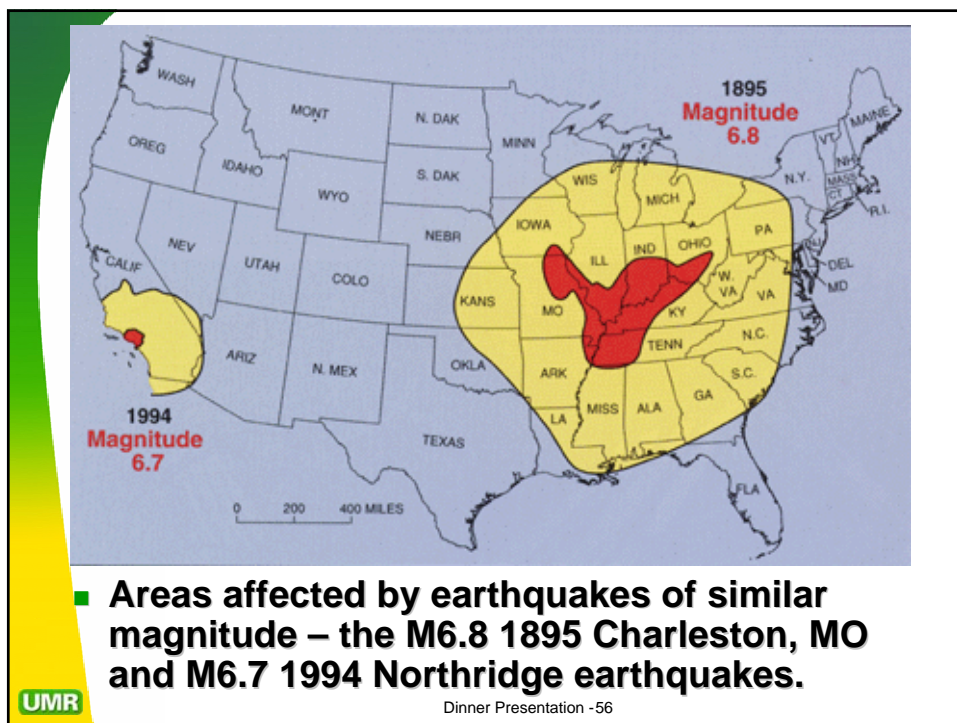 WASH
MONT
N. DAK
MINN
1895
Magnitude
6.8
MAINE
VT.
NH
OREG
IDAHO
S. DAK
WIS
MICH
N.Y.
MASS
CT.
R.I.
WYO
NEBR
IOWA
ILL
IND
OHIO
PA
NJ
NEV
UTAH
COLO
DEL
MD
CALIF
KANS
MO
KY
W.
VA
VA
ARIZ
N. MEX
OKLA
ARK
TENN
N.C.
S.C.
1994
Magnitude
6.7
TEXAS
LA
MISS
ALA
GA
FLA
0 200 400 MILES
Areas affected by earthquakes of similar
magnitude – the M6.8 1895 Charleston, MO
and M6.7 1994 Northridge earthquakes.
UMR
Dinner Presentation -56